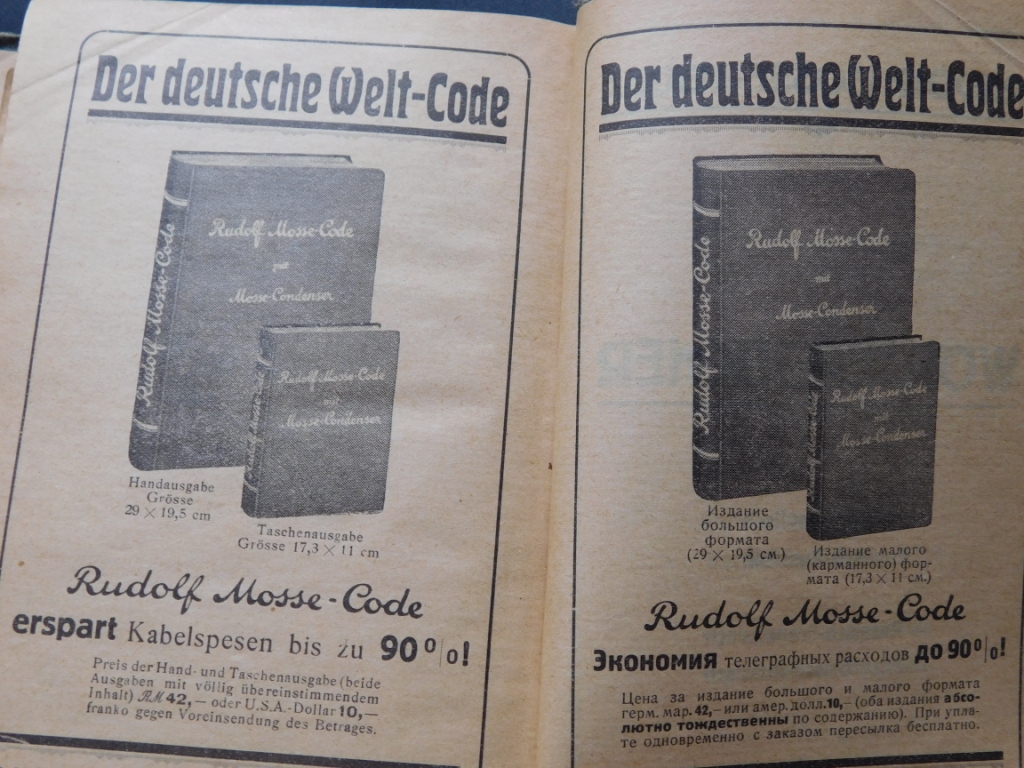 Der deutsche Welt-Code
Rudolf Mosse-Code
Rudolf Mosse-Code
mit
Mosse-Condenser
Rudolf Mosse-Code
mit
Mosse-Condenser
Handausgabe
Grösse
29 × 19,5 cm
Taschenausgabe
Grösse 17,3 × 11 cm
Rudolf Mosse-Code
erspart Kabelspesen bis zu 90%!
Preis der Hand- und Taschenausgabe (beide
Ausgaben mit völlig übereinstimmendem
Inhalt) RM 42,— oder U.S.A.-Dollar 10,—
franko gegen Voreinsendung des Betrages.
Der deutsche Welt-Code
Rudolf Mosse-Code
Rudolf Mosse-Code
mit
Mosse-Condenser
Rudolf Mosse-Code
mit
Mosse-Condenser
Издание
большого
формата
(29 × 19,5 см.)
Издание малого
(карманного) фор-
мата (17,3 × 11 см.)
Rudolf Mosse-Code
Экономия телеграфных расходов до 90%!
Цена за издание большого и малого формата
герм. мар. 42,— или амер. долл. 10,— (оба издания абсо-
лютно тождественны по содержанию). При упла-
те одновременно с заказом пересылка бесплатно.